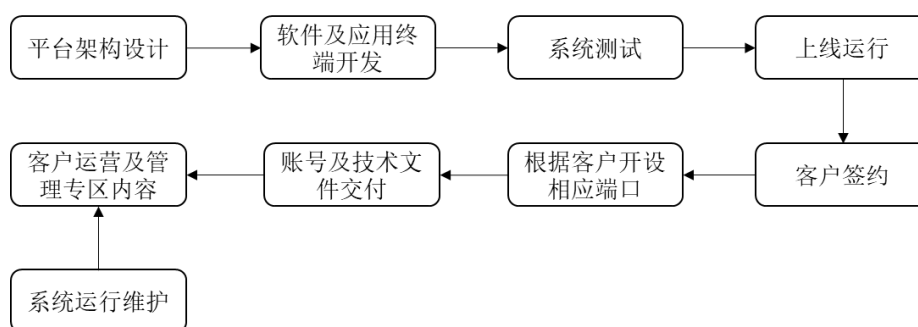 平台架构设计
软件及应用终
端开发
系统测试
上线运行
客户签约
根据客户开设
相应端口
账号及技术文
件交付
客户运营及管
理专区内容
系统运行维护